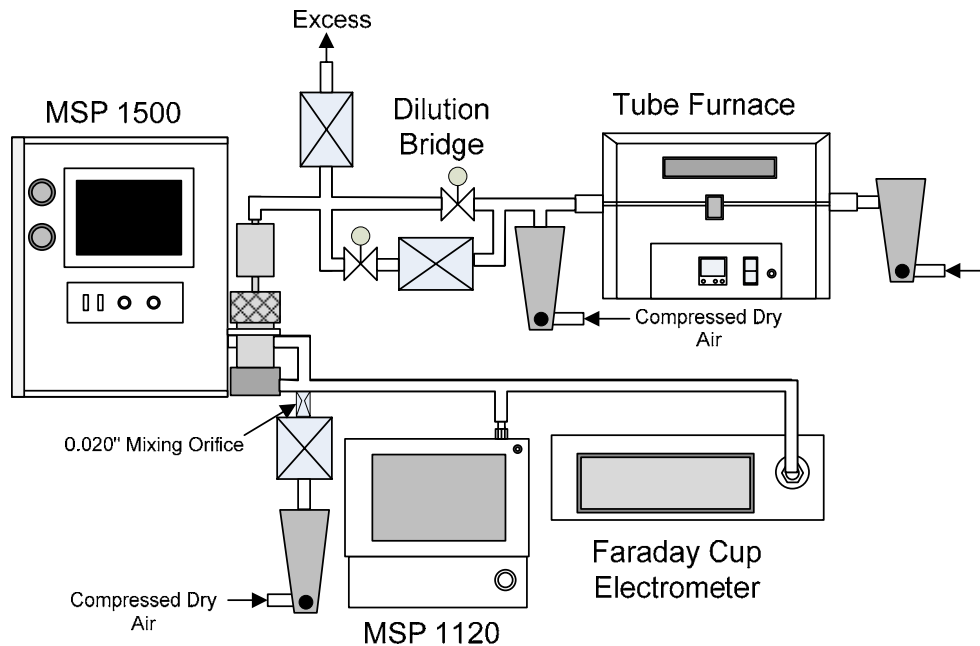 Excess
MSP 1500
Dilution
Bridge
Tube Furnace
Compressed Dry
Air
0.020" Mixing Orifice
Faraday Cup
Electrometer
Compressed Dry
Air
MSP 1120